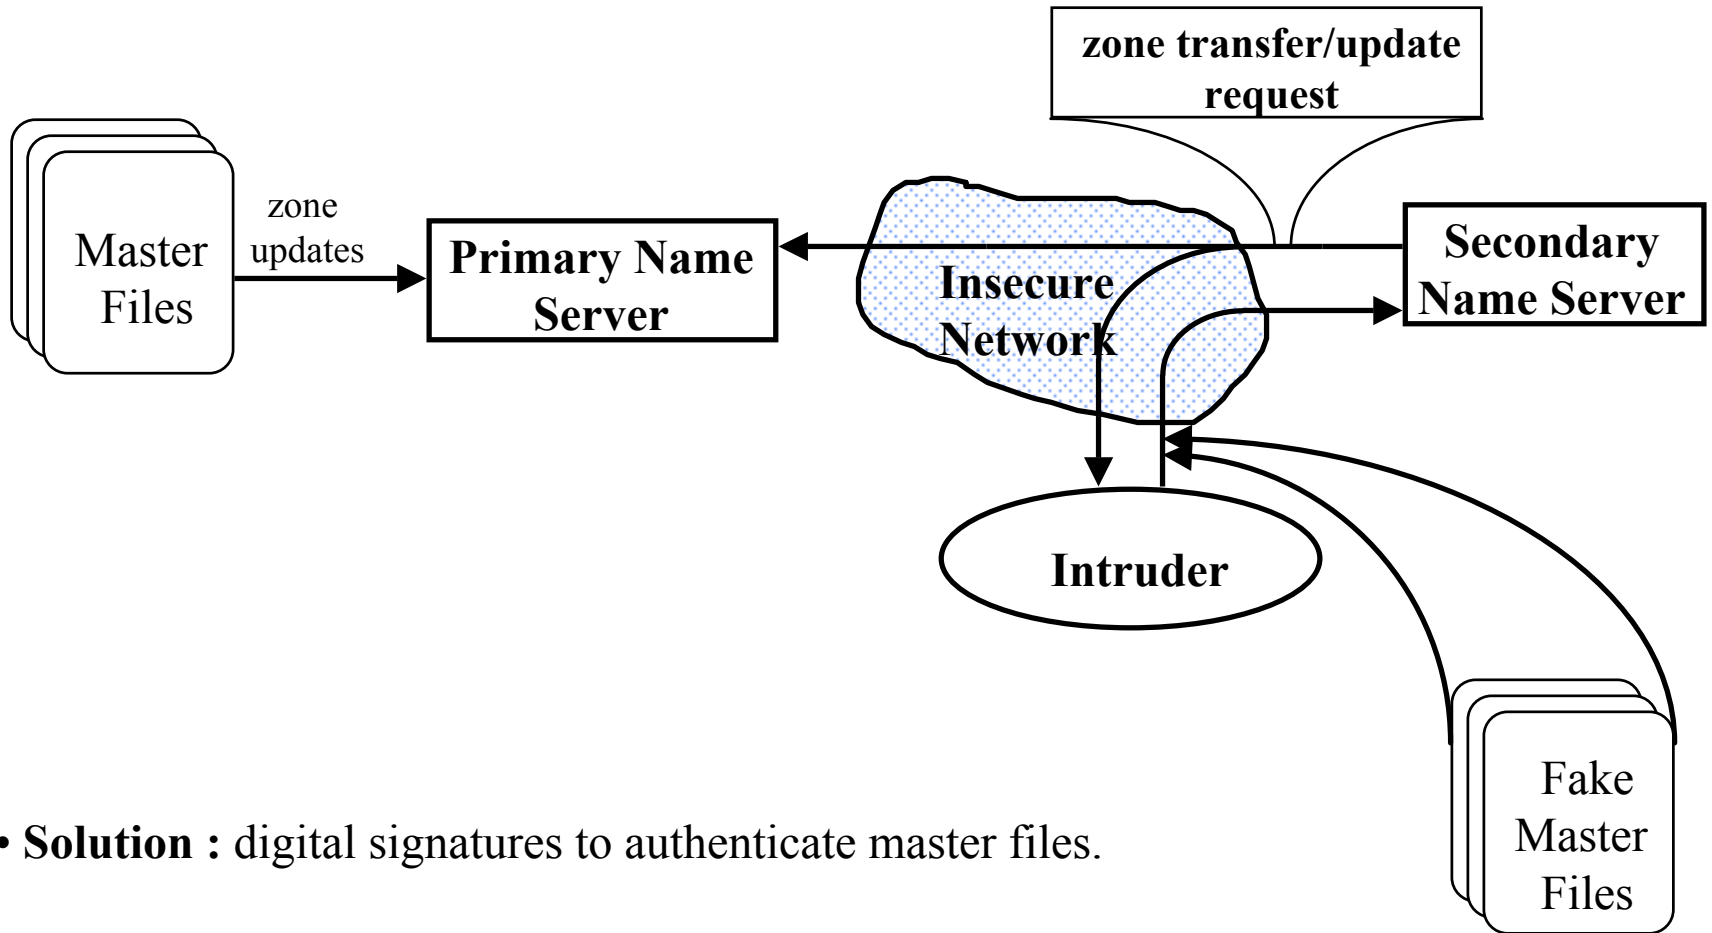 zone transfer/update
request
Master
Files
zone
updates
Primary Name
Server
Insecure
Network
Secondary
Name Server
Intruder
Fake
Master
Files
• Solution : digital signatures to authenticate master files.